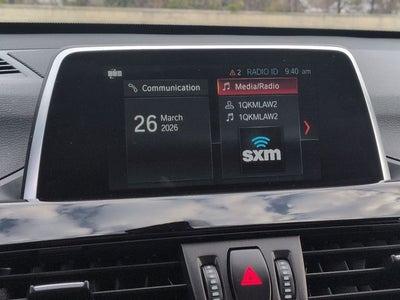 2 RADIO ID 9:40 am
Communication
Media/Radio
26 March 2026
1QKMLAW2
1QKMLAW2
sxm